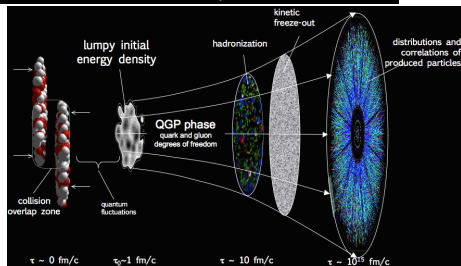 kinetic
freeze-out
lumpy initial
energy density
hadronization
distributions and
correlations of
produced particles
QGP phase
quark and gluon
degrees of freedom
collision
overlap zone
quantum
fluctuations
τ ~ 0 fm/c
τ₀~1 fm/c
τ ~ 10 fm/c
τ ~ 10¹⁵ fm/c